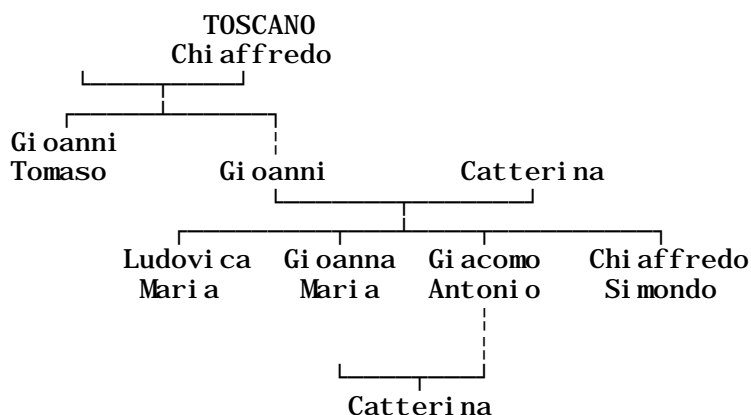 TOSCANO
Chiaffredo
Gioanni
Tomaso
Gioanni
Catterina
Ludovica
Maria
Gioanna
Maria
Giacomo
Antonio
Chiaffredo
Simondo
Catterina